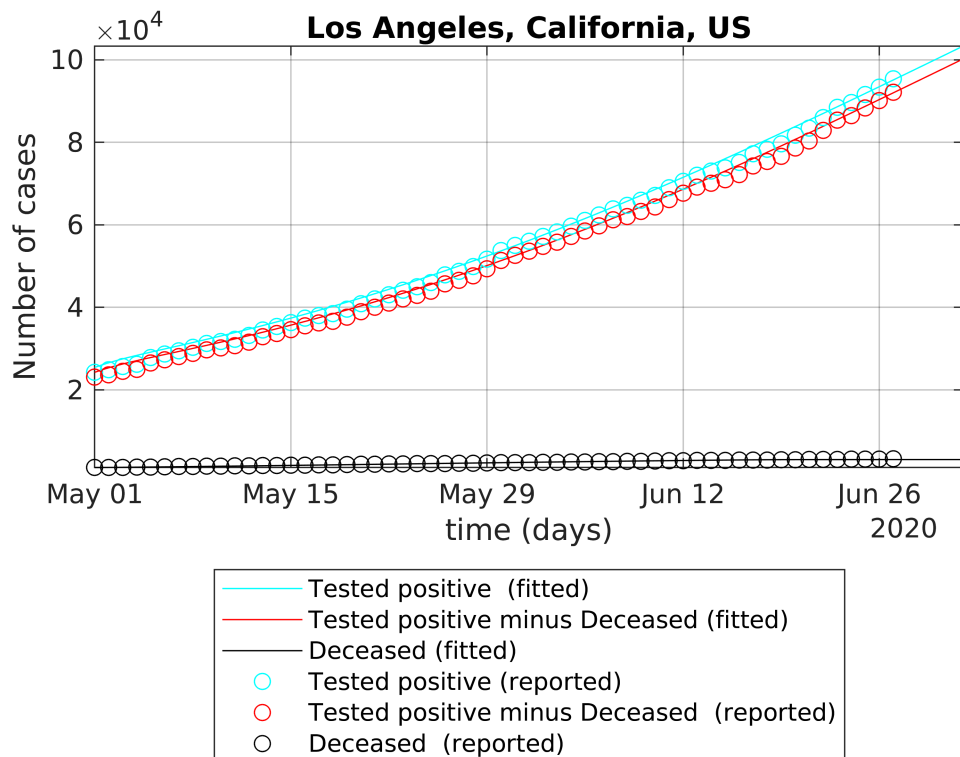 Los Angeles, California, US
×10⁴
10
8
6
4
2
Number of cases
May 01 May 15 May 29 Jun 12 Jun 26
2020
time (days)
Tested positive  (fitted)
Tested positive minus Deceased (fitted)
Deceased (fitted)
Tested positive (reported)
Tested positive minus Deceased  (reported)
Deceased  (reported)